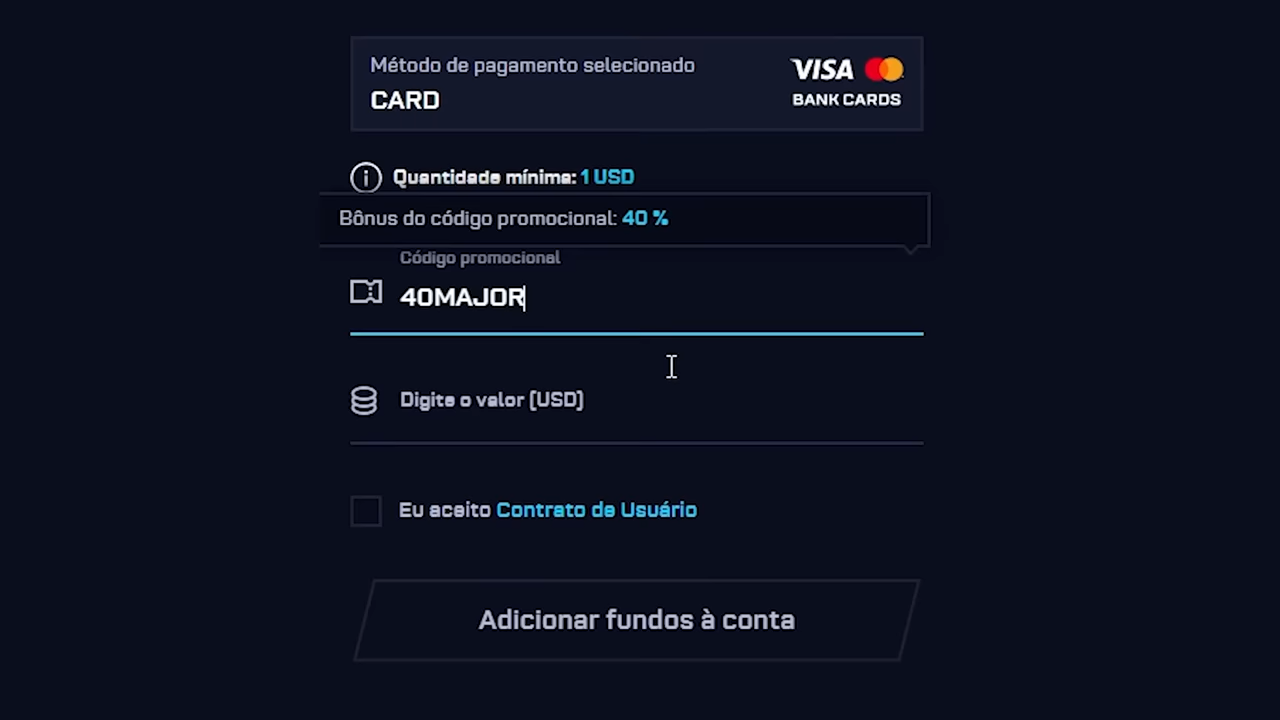 Método de pagamento selecionado
CARD
VISA
BANK CARDS
Quantidade mínima: 1 USD
Bônus do código promocional: 40 %
Código promocional
40MAJOR
Digite o valor (USD)
Eu aceito Contrato de Usuário
Adicionar fundos à conta